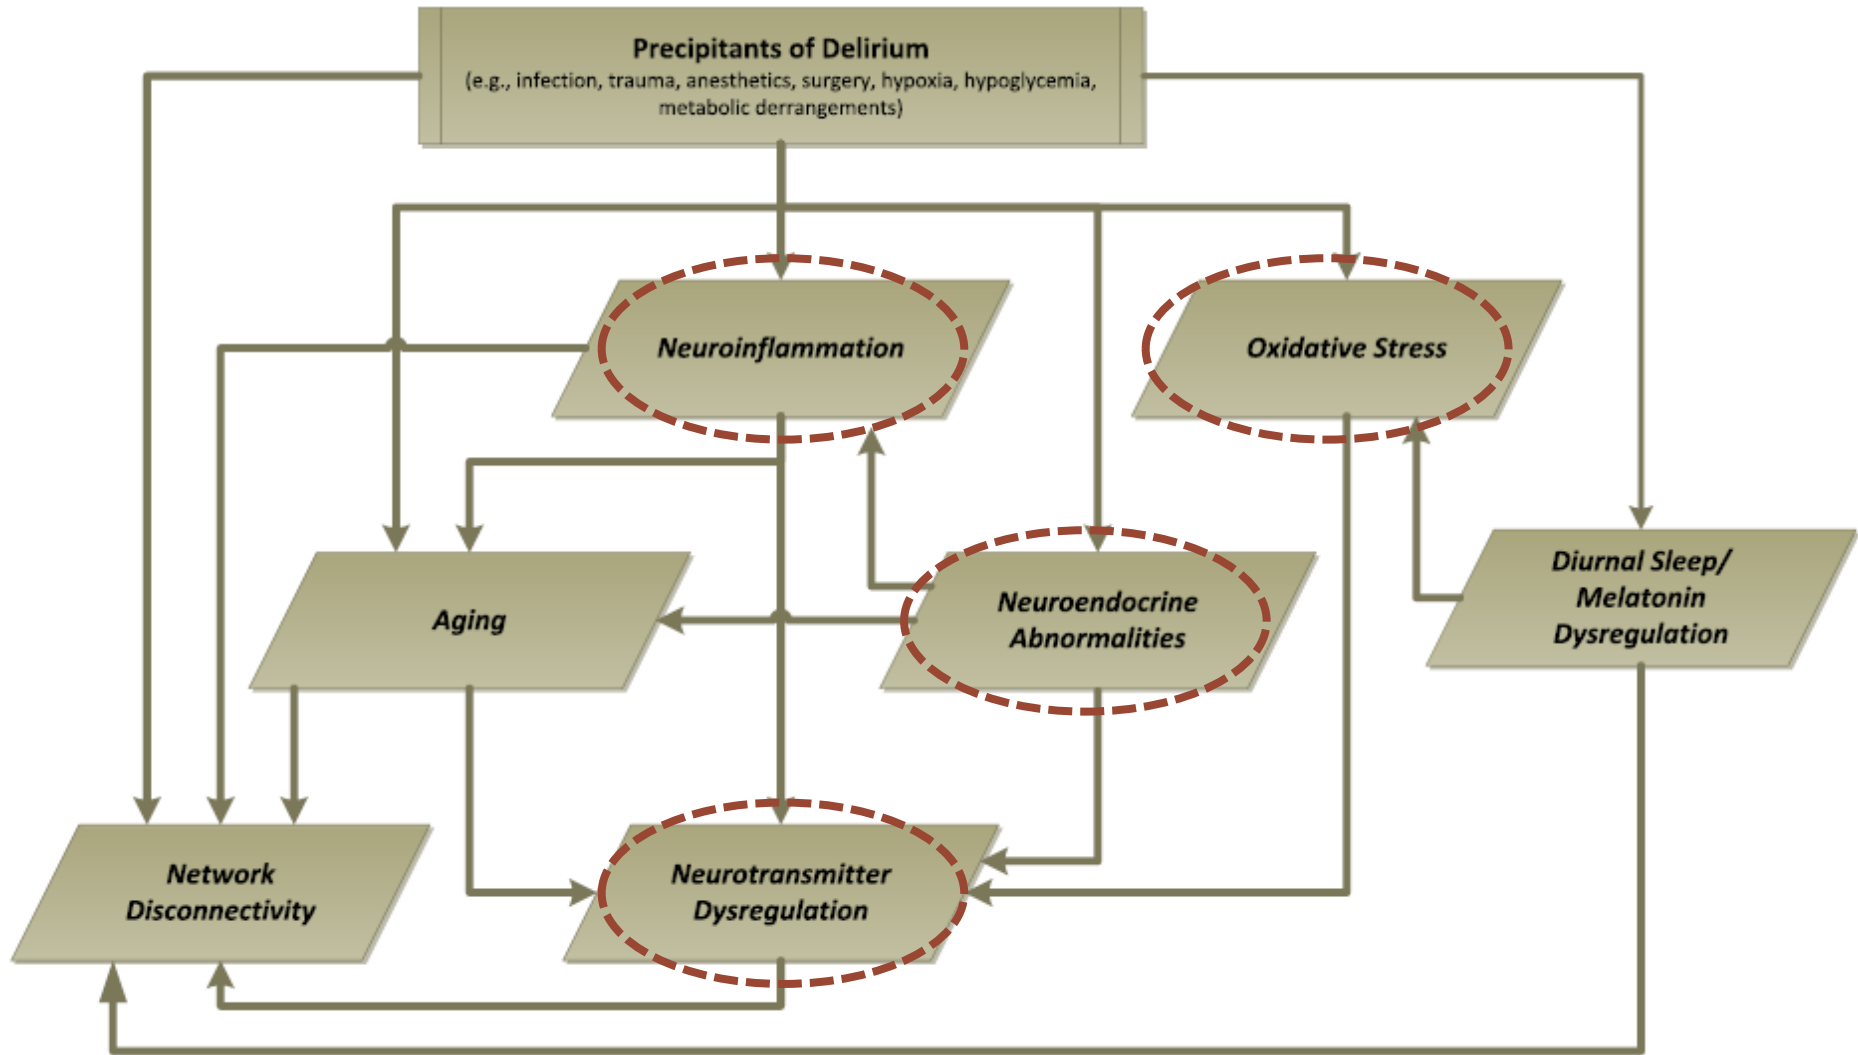 Precipitants of Delirium
(e.g., infection, trauma, anesthetics, surgery, hypoxia, hypoglycemia,
metabolic derrangements)
Neuroinflammation
Oxidative Stress
Aging
Neuroendocrine
Abnormalities
Diurnal Sleep/
Melatonin
Dysregulation
Network
Disconnectivity
Neurotransmitter
Dysregulation